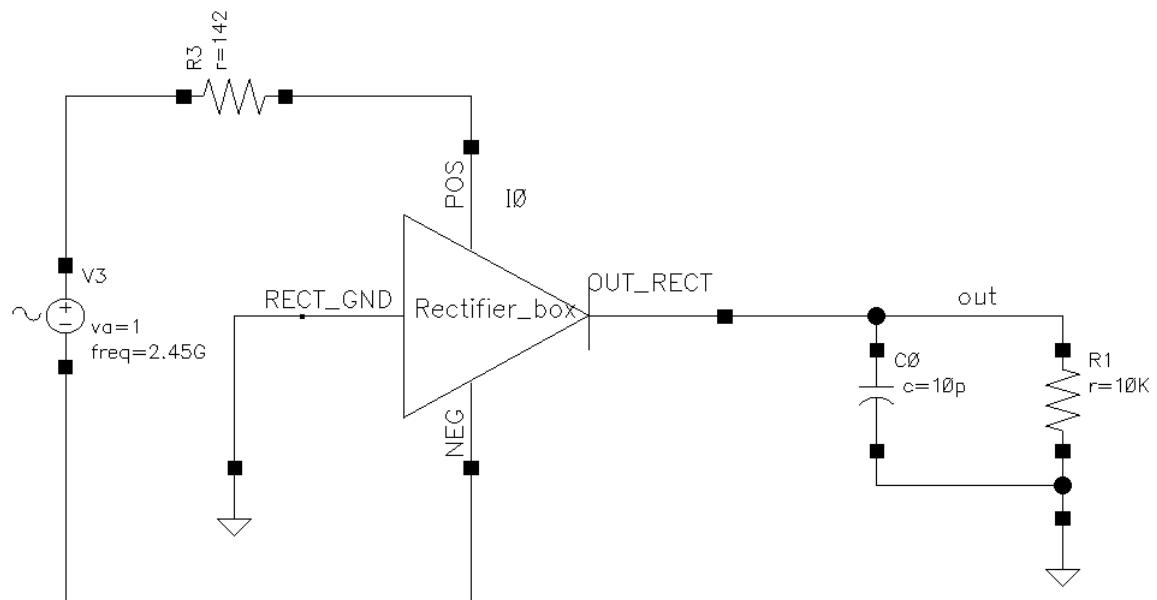 R3
r=142
POS
I0
V3
va=1
freq=2.45G
RECT_GND
Rectifier_box
OUT_RECT
out
NEG
C0
c=10p
R1
r=10K